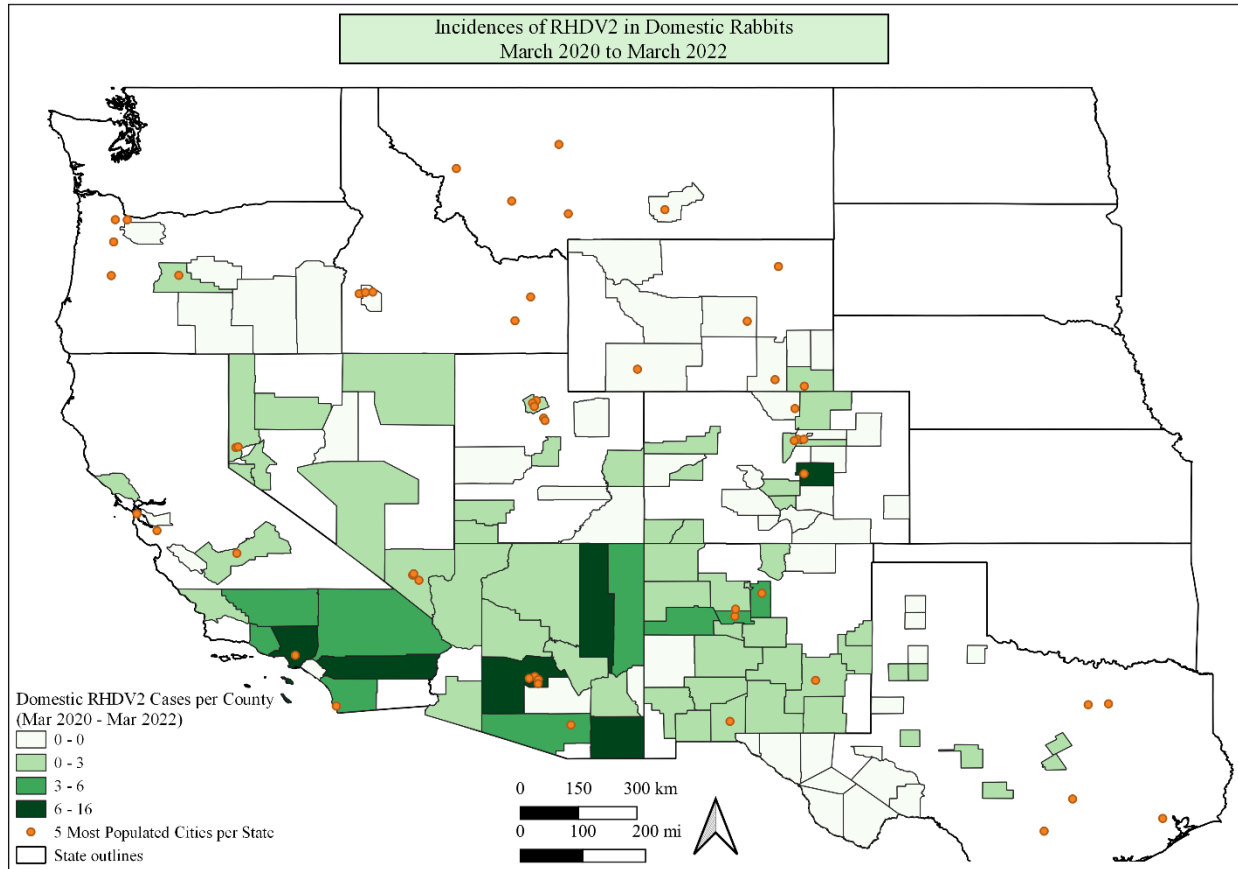 Incidences of RHDV2 in Domestic Rabbits
March 2020 to March 2022
Domestic RHDV2 Cases per County
(Mar 2020 - Mar 2022)
0 - 0
0 - 3
3 - 6
6 - 16
5 Most Populated Cities per State
State outlines
0 150 300 km
0 100 200 mi